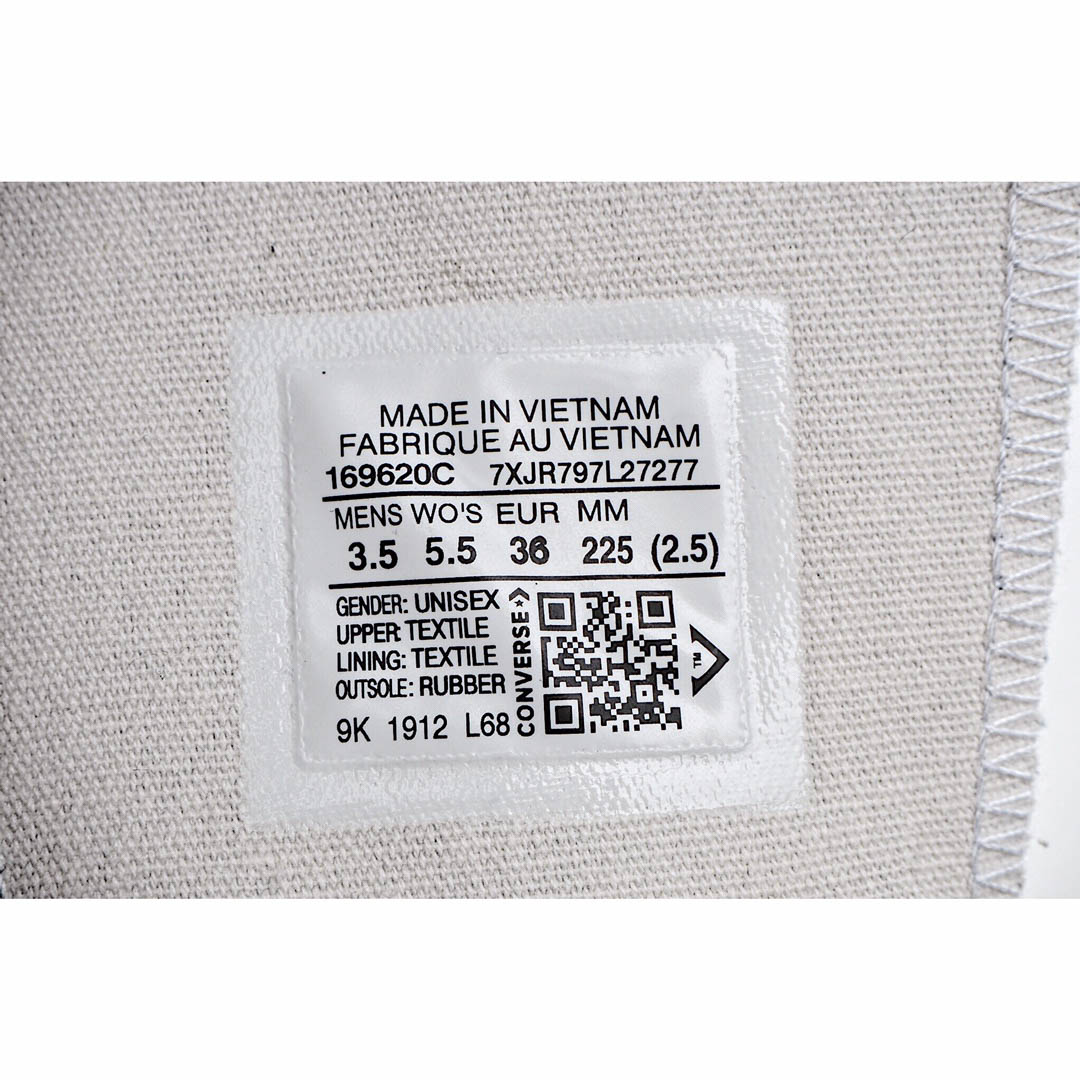 MADE IN VIETNAM
FABRIQUE AU VIETNAM
169620C 7XJR797L27277
MENS WO'S EUR MM
3.5 5.5 36 225 (2.5)
GENDER: UNISEX
UPPER: TEXTILE
LINING: TEXTILE
OUTSOLE: RUBBER
9K 1912 L68
CONVERSE
TM